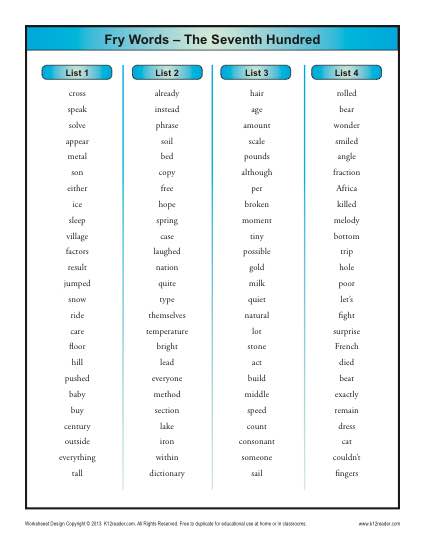 Fry Words – The Seventh Hundred
List 1 List 2 List 3 List 4
cross already hair rolled
speak instead age bear
solve phrase amount wonder
appear soil scale smiled
metal bed pounds angle
son copy although fraction
either free per Africa
ice hope broken killed
sleep spring moment melody
village case tiny bottom
factors laughed possible trip
result nation gold hole
jumped quite milk poor
snow type quiet let's
ride themselves natural fight
care temperature lot surprise
floor bright stone French
hill lead act died
pushed everyone build beat
baby method middle exactly
buy section speed remain
century lake count dress
outside iron consonant cat
everything within someone couldn't
tall dictionary sail fingers
Worksheet Design Copyright © 2013 K12reader.com. All Rights Reserved. Free to duplicate for educational use at home or in classrooms. www.k12reader.com